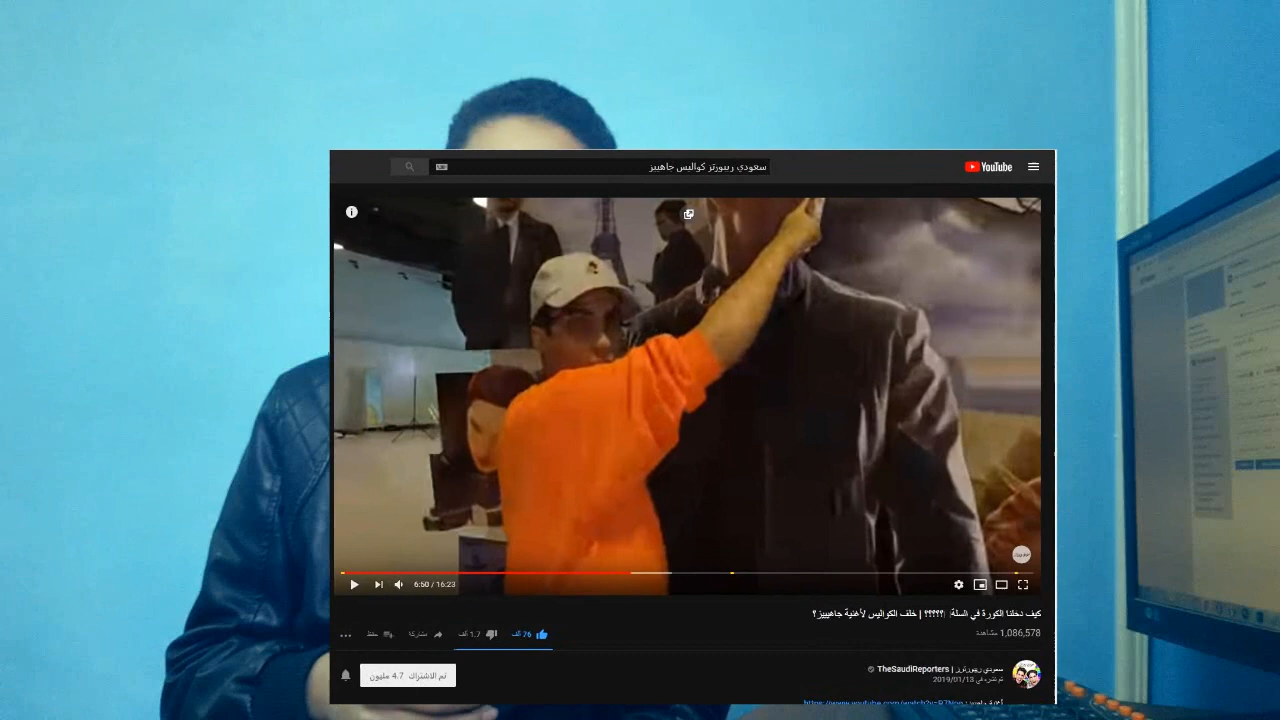 سعودي ريبورتز كواليس جاهييز
YouTube
6:50 / 16:23
كيف دخلنا الكورة في السلة؟؟؟؟؟؟ | خلف الكواليس لأغنية جاهيييز؟
1,086,578 مشاهدة
76 ألف
1.7 ألف
مشاركة
حفظ
سعودي ريبورترز | TheSaudiReporters
تم نشره في 2019/01/13
تم الاشتراك 4.7 مليون